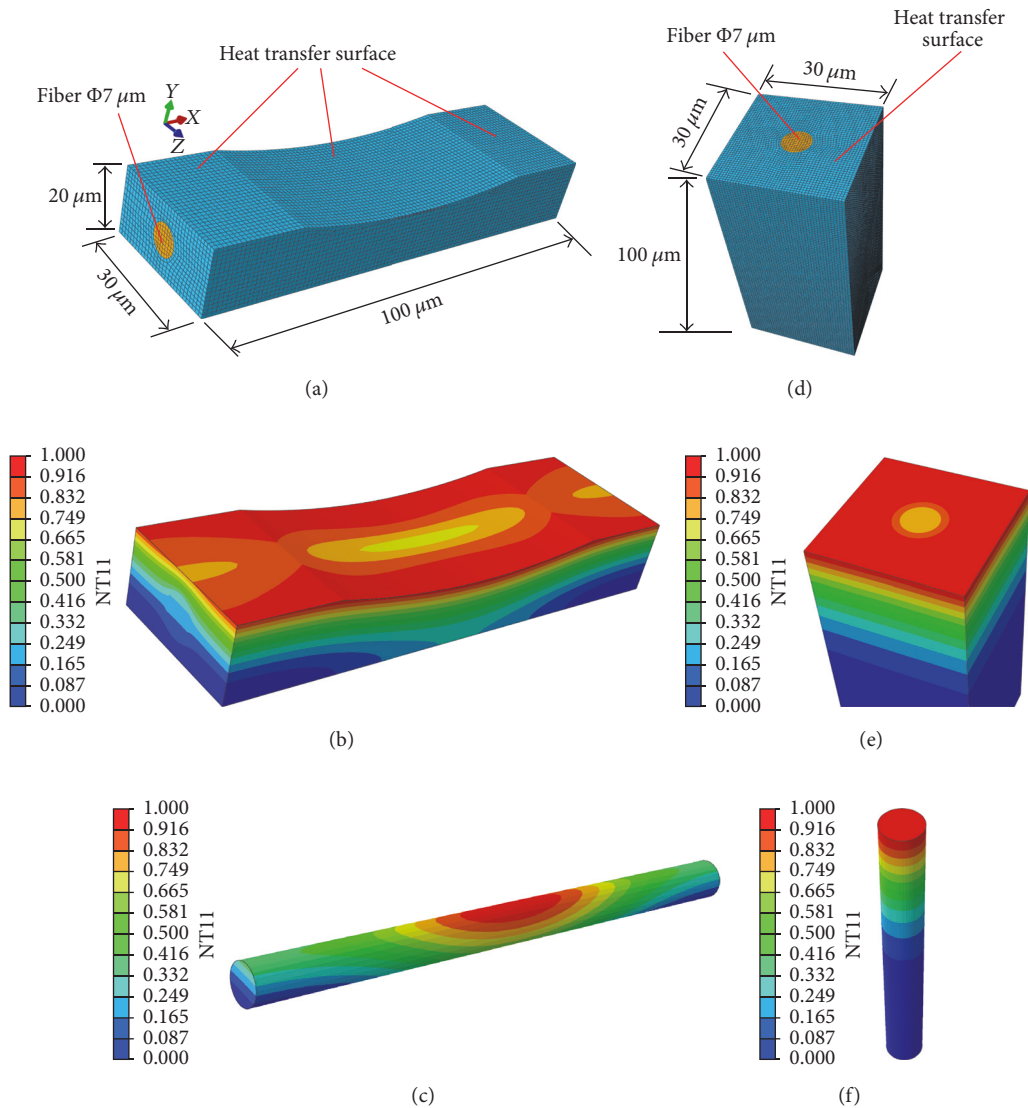 Heat transfer surface
Fiber Φ7 μm
Y
X
Z
20 μm
30 μm
100 μm
(a)
Fiber Φ7 μm
Heat transfer
surface
30 μm
30 μm
100 μm
(d)
1.000
0.916
0.832
0.749
0.665
0.581
0.500
0.416
0.332
0.249
0.165
0.087
0.000
NT11
(b)
1.000
0.916
0.832
0.749
0.665
0.581
0.500
0.416
0.332
0.249
0.165
0.087
0.000
NT11
(e)
1.000
0.916
0.832
0.749
0.665
0.581
0.500
0.416
0.332
0.249
0.165
0.087
0.000
NT11
(c)
1.000
0.916
0.832
0.749
0.665
0.581
0.500
0.416
0.332
0.249
0.165
0.087
0.000
NT11
(f)